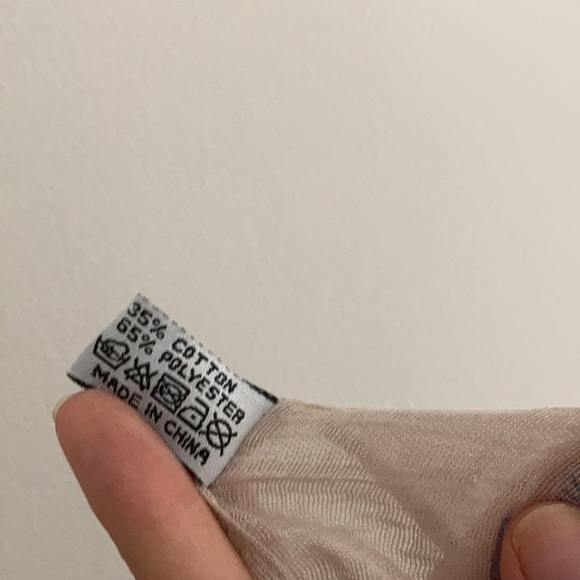 35% COTTON
65% POLYESTER
MADE IN CHINA